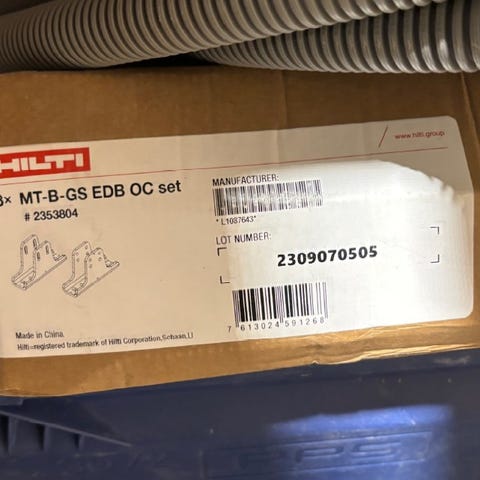 HILTI
www.hilti.group
8x MT-B-GS EDB OC set
# 2353804
MANUFACTURER:
* L1087643*
LOT NUMBER:
2309070505
7 613024 591268
Made in China.
Hilti=registered trademark of Hilti Corporation,Schaan,LI